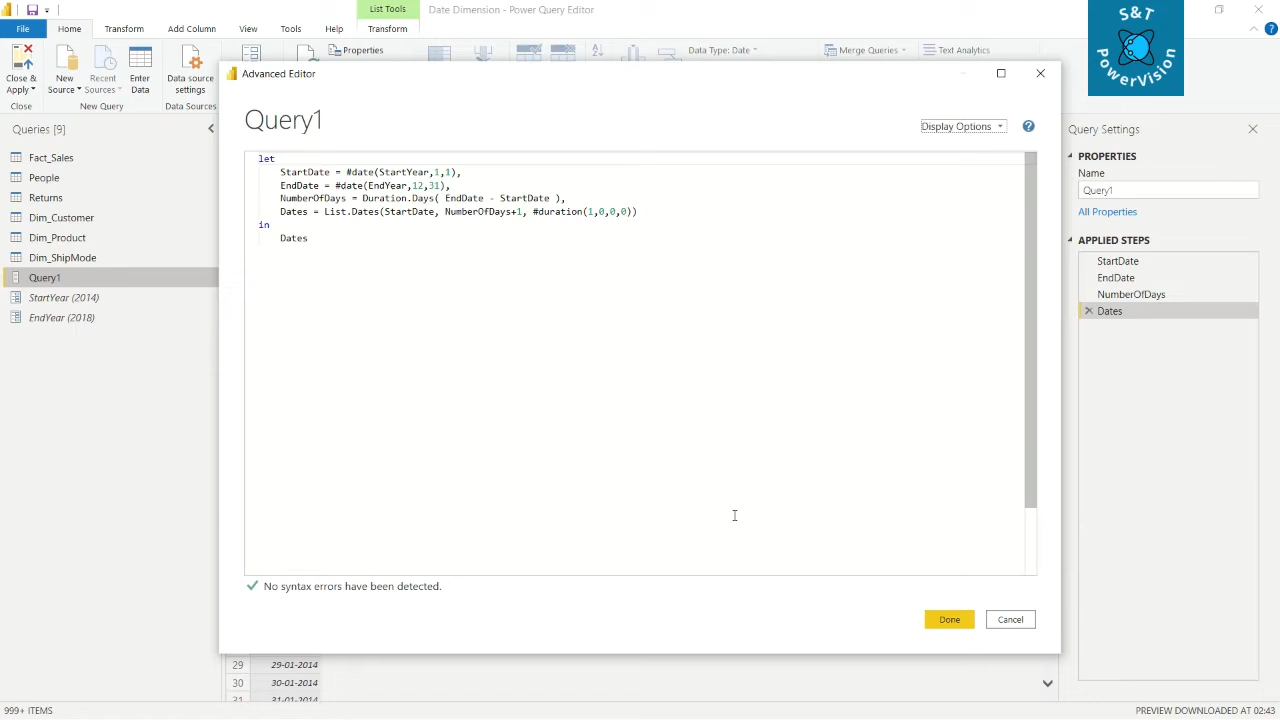 List Tools
Date Dimension - Power Query Editor
File
Home
Transform
Add Column
View
Tools
Help
Transform
Close &
Apply
New
Source
Recent
Sources
Enter
Data
Data source
settings
Properties
Data Type: Date
Merge Queries
Text Analytics
Close
New Query
Data Sources
S&T
PowerVision
Queries [9]
Fact_Sales
People
Returns
Dim_Customer
Dim_Product
Dim_ShipMode
Query1
StartYear (2014)
EndYear (2018)
Advanced Editor
Query1
Display Options
let
StartDate = #date(StartYear,1,1),
EndDate = #date(EndYear,12,31),
NumberOfDays = Duration.Days( EndDate - StartDate ),
Dates = List.Dates(StartDate, NumberOfDays+1, #duration(1,0,0,0))
in
Dates
No syntax errors have been detected.
Done
Cancel
29 29-01-2014
30 30-01-2014
31 31-01-2014
Query Settings
PROPERTIES
Name
Query1
All Properties
APPLIED STEPS
StartDate
EndDate
NumberOfDays
Dates
999+ ITEMS
PREVIEW DOWNLOADED AT 02:43